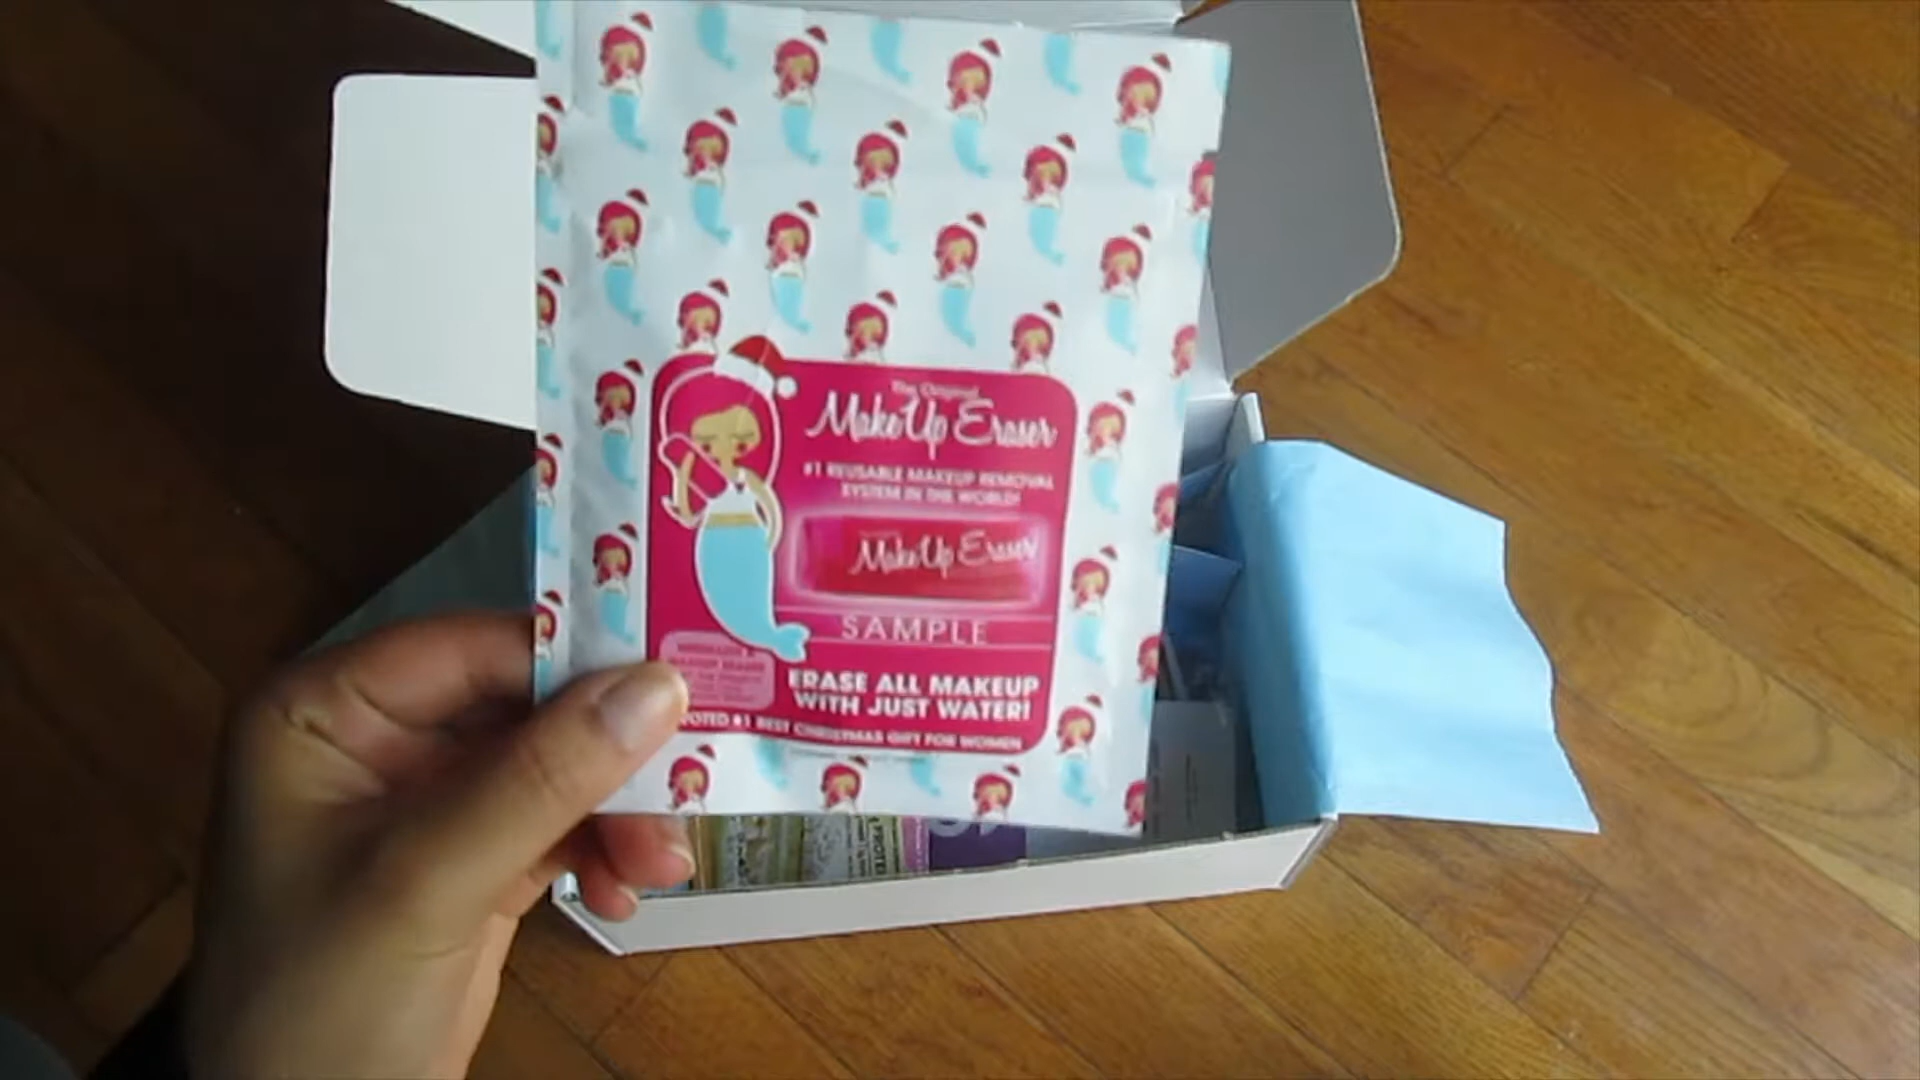 The Original
MakeUp Eraser
#1 REUSABLE MAKEUP REMOVAL
SYSTEM IN THE WORLD!
MakeUp Eraser
SAMPLE
ERASE ALL MAKEUP
WITH JUST WATER!
VOTED #1 BEST CHRISTMAS GIFT FOR WOMEN